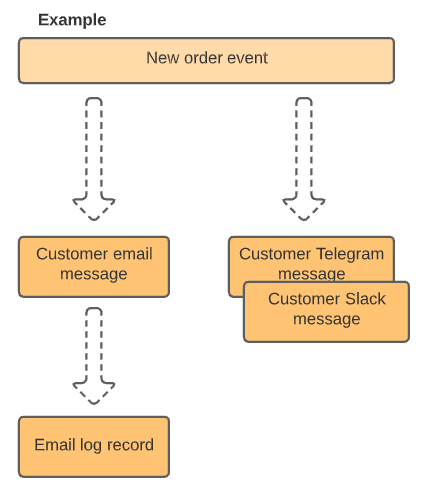 Example
New order event
Customer email
message
Customer Telegram
message
Customer Slack
message
Email log record